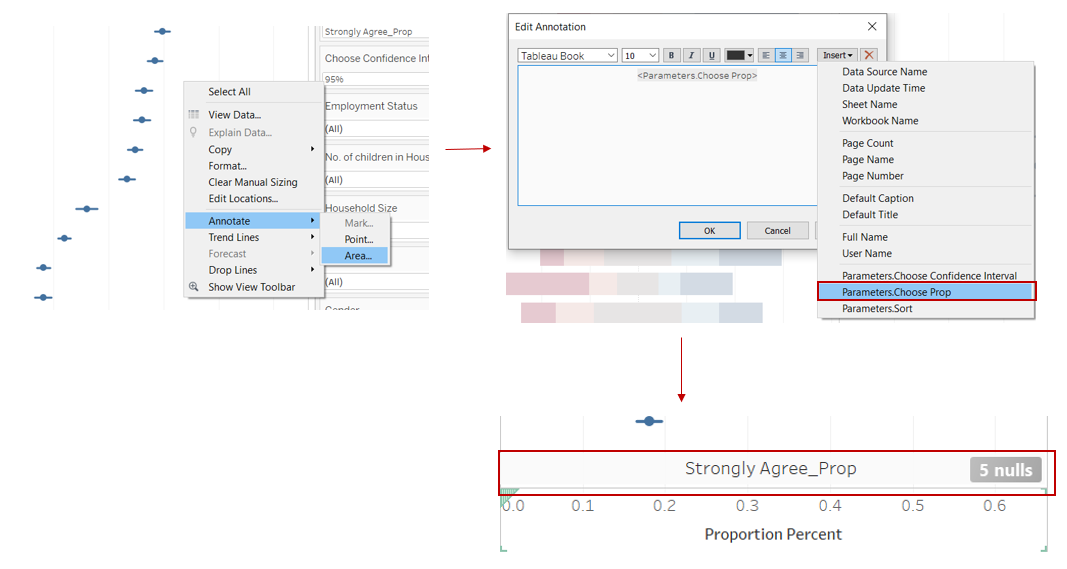 Strongly Agree_Prop
Choose Confidence Int
95%
Employment Status
(All)
No. of children in Hous
(All)
Household Size
(All)
Gender
Select All
View Data...
Explain Data...
Copy
Format...
Clear Manual Sizing
Edit Locations...
Annotate
Trend Lines
Forecast
Drop Lines
Show View Toolbar
Mark...
Point...
Area...
Edit Annotation
Tableau Book 10 B I U Insert
<Parameters.Choose Prop>
OK Cancel
Data Source Name
Data Update Time
Sheet Name
Workbook Name
Page Count
Page Name
Page Number
Default Caption
Default Title
Full Name
User Name
Parameters.Choose Confidence Interval
Parameters.Choose Prop
Parameters.Sort
Strongly Agree_Prop 5 nulls
0.0 0.1 0.2 0.3 0.4 0.5 0.6
Proportion Percent